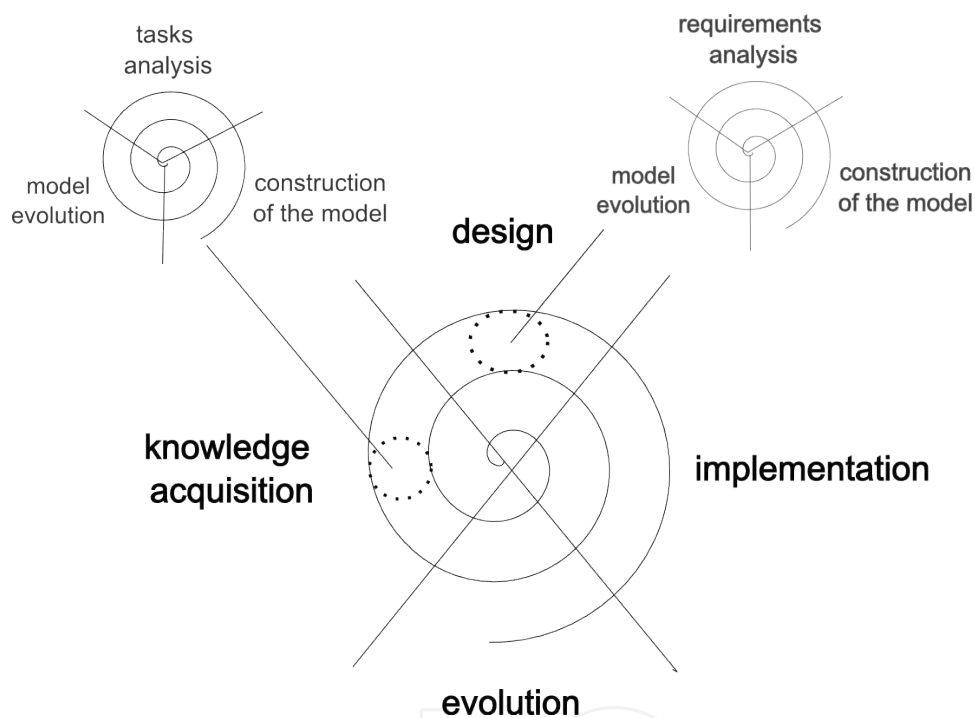 tasks
analysis
model
evolution
construction
of the model
requirements
analysis
model
evolution
construction
of the model
design
knowledge
acquisition
implementation
evolution